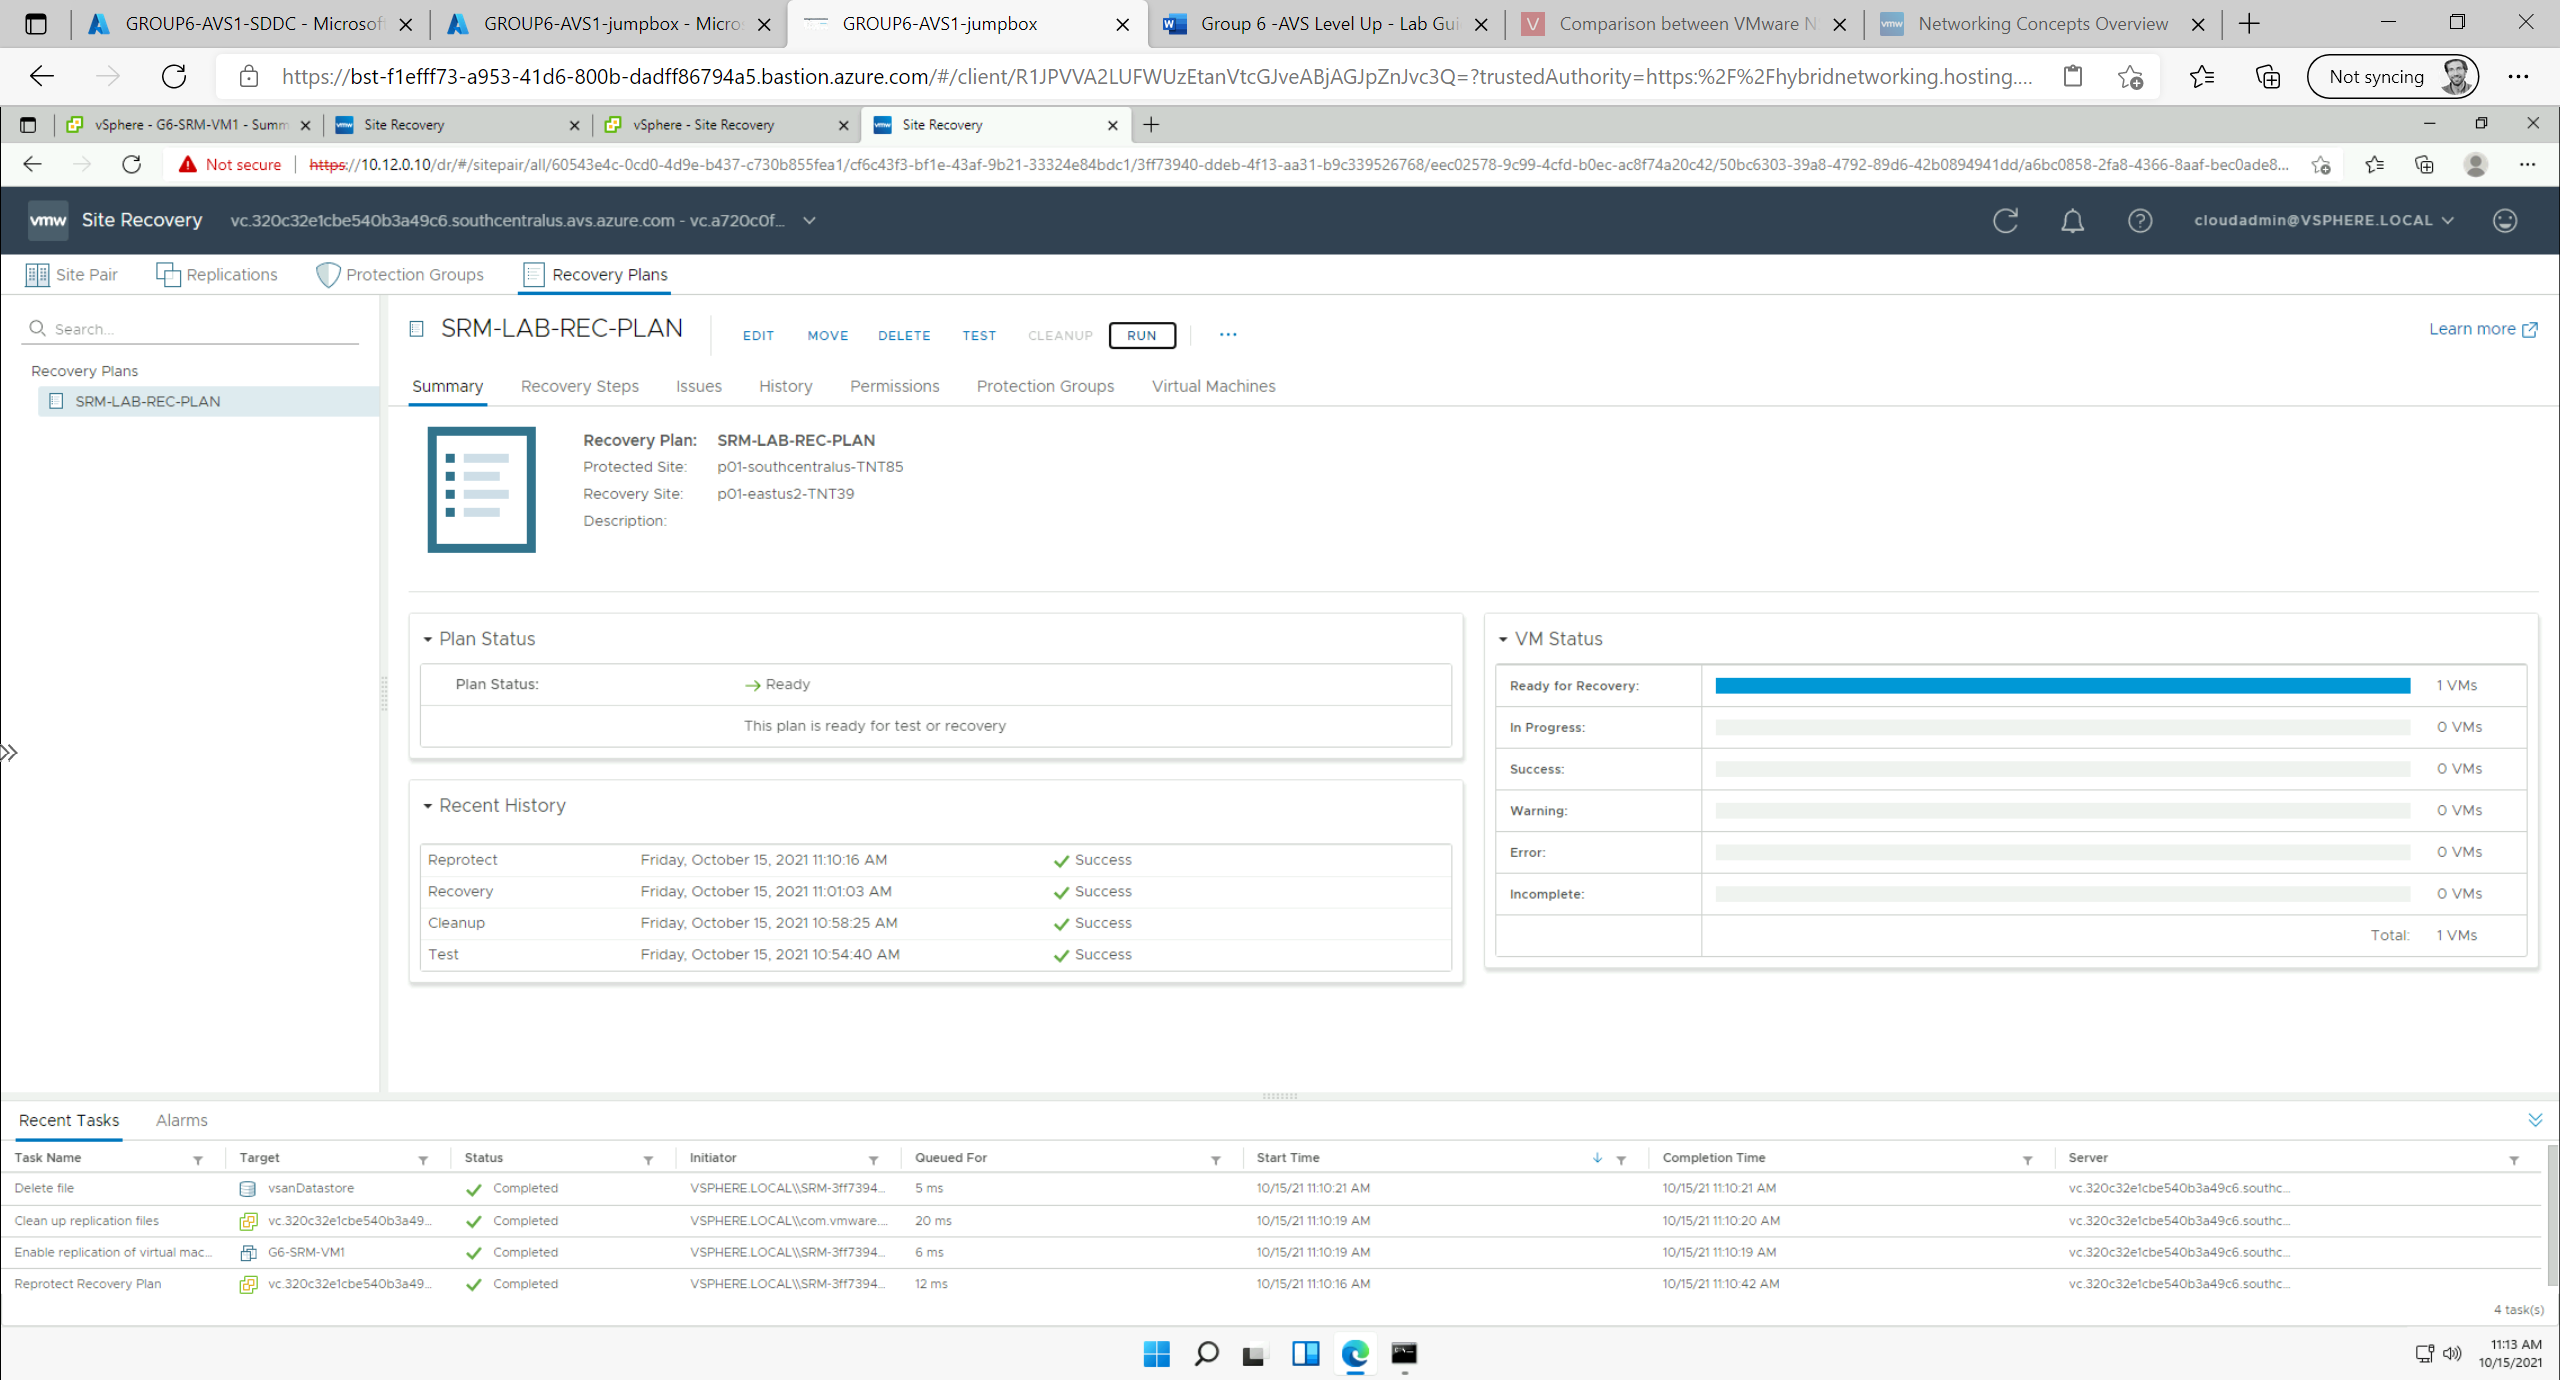 GROUP6-AVS1-SDDC - Microsof
GROUP6-AVS1-jumpbox - Micro
GROUP6-AVS1-jumpbox
Group 6 -AVS Level Up - Lab Gui
Comparison between VMware N
Networking Concepts Overview
https://bst-f1efff73-a953-41d6-800b-dadff86794a5.bastion.azure.com/#/client/R1JPVVA2LUFWUzEtanVtcGJveABjAGJpZnJvc3Q=?trustedAuthority=https:%2F%2Fhybridnetworking.hosting....
Not syncing
vSphere - G6-SRM-VM1 - Summ
Site Recovery
vSphere - Site Recovery
Site Recovery
Not secure
https://10.12.0.10/dr/#/sitepair/all/60543e4c-0cd0-4d9e-b437-c730b855fea1/cf6c43f3-bf1e-43af-9b21-33324e84bdc1/3ff73940-ddeb-4f13-aa31-b9c339526768/eec02578-9c99-4cfd-b0ec-ac8f74a20c42/50bc6303-39a8-4792-89d6-42b0894941dd/a6bc0858-2fa8-4366-8aaf-bec0ade8...
vmw Site Recovery
vc.320c32e1cbe540b3a49c6.southcentralus.avs.azure.com - vc.a720c0f...
cloudadmin@VSPHERE.LOCAL
Site Pair
Replications
Protection Groups
Recovery Plans
Search...
Recovery Plans
SRM-LAB-REC-PLAN
SRM-LAB-REC-PLAN
EDIT MOVE DELETE TEST CLEANUP RUN ...
Learn more
Summary Recovery Steps Issues History Permissions Protection Groups Virtual Machines
Recovery Plan: SRM-LAB-REC-PLAN
Protected Site: p01-southcentralus-TNT85
Recovery Site: p01-eastus2-TNT39
Description:
Plan Status
Plan Status: Ready
This plan is ready for test or recovery
Recent History
Reprotect Friday, October 15, 2021 11:10:16 AM Success
Recovery Friday, October 15, 2021 11:01:03 AM Success
Cleanup Friday, October 15, 2021 10:58:25 AM Success
Test Friday, October 15, 2021 10:54:40 AM Success
VM Status
Ready for Recovery: 1 VMs
In Progress: 0 VMs
Success: 0 VMs
Warning: 0 VMs
Error: 0 VMs
Incomplete: 0 VMs
Total: 1 VMs
Recent Tasks Alarms
Task Name Target Status Initiator Queued For Start Time Completion Time Server
Delete file vsanDatastore Completed VSPHERE.LOCAL\\SRM-3ff7394... 5 ms 10/15/21 11:10:21 AM 10/15/21 11:10:21 AM vc.320c32e1cbe540b3a49c6.southc...
Clean up replication files vc.320c32e1cbe540b3a49... Completed VSPHERE.LOCAL\\com.vmware.... 20 ms 10/15/21 11:10:19 AM 10/15/21 11:10:20 AM vc.320c32e1cbe540b3a49c6.southc...
Enable replication of virtual mac... G6-SRM-VM1 Completed VSPHERE.LOCAL\\SRM-3ff7394... 6 ms 10/15/21 11:10:19 AM 10/15/21 11:10:19 AM vc.320c32e1cbe540b3a49c6.southc...
Reprotect Recovery Plan vc.320c32e1cbe540b3a49... Completed VSPHERE.LOCAL\\SRM-3ff7394... 12 ms 10/15/21 11:10:16 AM 10/15/21 11:10:42 AM vc.320c32e1cbe540b3a49c6.southc...
4 task(s)
11:13 AM
10/15/2021